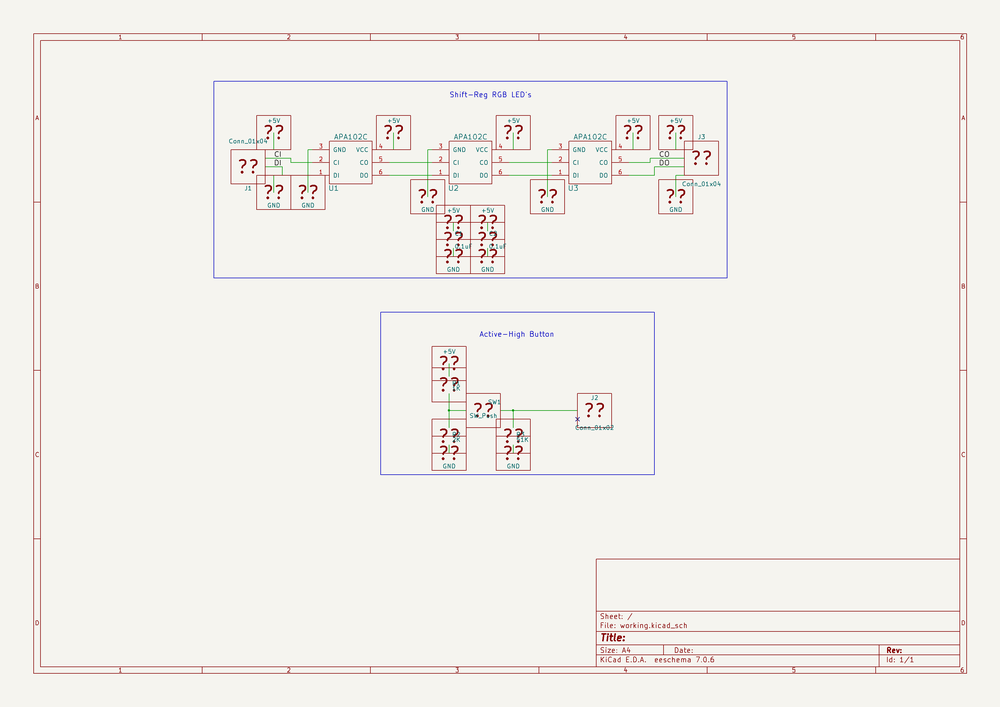 1 2 3 4 5 6
A A
Shift-Reg RGB LED's
+5V +5V +5V +5V +5V
?? ?? ?? ?? ??
Conn_01x04 APA102C APA102C APA102C J3
3 GND VCC 4 3 GND VCC 4 3 GND VCC 4
CI 2 CI CO 5 2 CI CO 5 2 CI CO 5 CO
DI 1 DI DO 6 1 DI DO 6 1 DI DO 6 DO
?? ??
J1 U1 U2 U3 Conn_01x04
?? ?? ?? ?? ??
GND GND GND GND GND
+5V +5V
?? ??
?? ??
0.1uF 0.1uF
?? ??
GND GND
B B
Active-High Button
+5V
??
??
SW1 J2
?? ??
SW_Push
Conn_01x02
?? ??
1K
?? ??
GND GND
C C
D D
Sheet: /
File: working.kicad_sch
Title:
Size: A4 Date: Rev:
KiCad E.D.A. eeschema 7.0.6 Id: 1/1
1 2 3 4 5 6